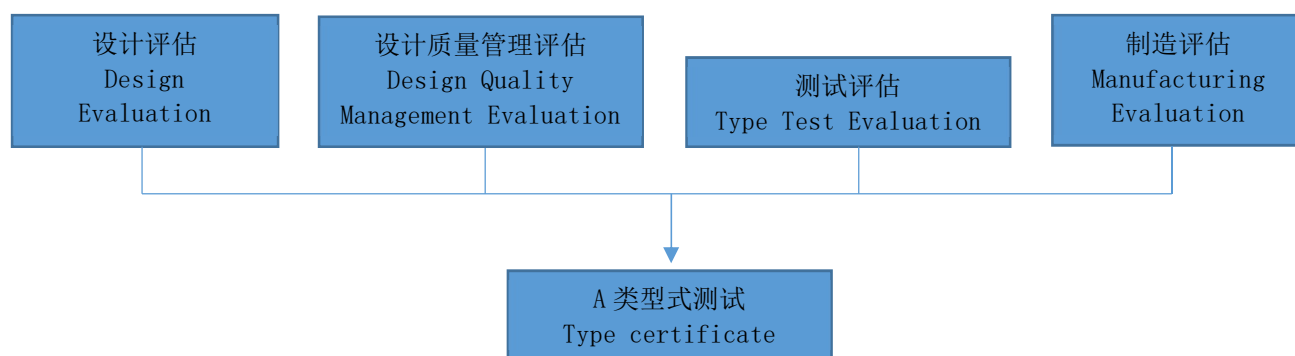 设计评估
Design
Evaluation
设计质量管理评估
Design Quality
Management Evaluation
测试评估
Type Test Evaluation
制造评估
Manufacturing
Evaluation
A 类型式测试
Type certificate